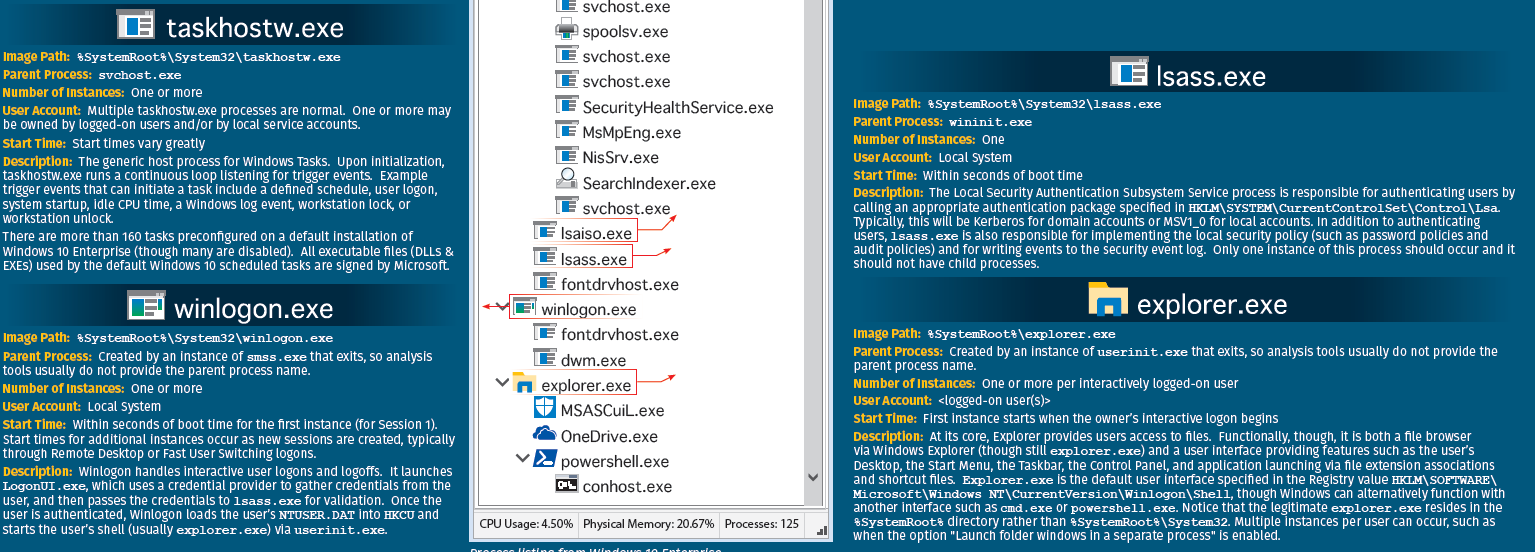 taskhostw.exe
Image Path: %SystemRoot%\System32\taskhostw.exe
Parent Process: svchost.exe
Number of Instances: One or more
User Account: Multiple taskhostw.exe processes are normal. One or more may
be owned by logged-on users and/or by local service accounts.
Start Time: Start times vary greatly
Description: The generic host process for Windows Tasks. Upon initialization,
taskhostw.exe runs a continuous loop listening for trigger events. Example
trigger events that can initiate a task include a defined schedule, user logon,
system startup, idle CPU time, a Windows log event, workstation lock, or
workstation unlock.
There are more than 160 tasks preconfigured on a default installation of
Windows 10 Enterprise (though many are disabled). All executable files (DLLs &
EXEs) used by the default Windows 10 scheduled tasks are signed by Microsoft.
winlogon.exe
Image Path: %SystemRoot%\System32\winlogon.exe
Parent Process: Created by an instance of smss.exe that exits, so analysis
tools usually do not provide the parent process name.
Number of Instances: One or more
User Account: Local System
Start Time: Within seconds of boot time for the first instance (for Session 1).
Start times for additional instances occur as new sessions are created, typically
through Remote Desktop or Fast User Switching logons.
Description: Winlogon handles interactive user logons and logoffs. It launches
LogonUI.exe, which uses a credential provider to gather credentials from the
user, and then passes the credentials to lsass.exe for validation. Once the
user is authenticated, Winlogon loads the user's NTUSER.DAT into HKCU and
starts the user's shell (usually explorer.exe) via userinit.exe.
svchost.exe
spoolsv.exe
svchost.exe
svchost.exe
SecurityHealthService.exe
MsMpEng.exe
NisSrv.exe
SearchIndexer.exe
svchost.exe
lsaiso.exe
lsass.exe
fontdrvhost.exe
winlogon.exe
fontdrvhost.exe
dwm.exe
explorer.exe
MSASCuiL.exe
OneDrive.exe
powershell.exe
conhost.exe
CPU Usage: 4.50% Physical Memory: 20.67% Processes: 125
Process listing from Windows 10 Enterprise
lsass.exe
Image Path: %SystemRoot%\System32\lsass.exe
Parent Process: wininit.exe
Number of Instances: One
User Account: Local System
Start Time: Within seconds of boot time
Description: The Local Security Authentication Subsystem Service process is responsible for authenticating users by
calling an appropriate authentication package specified in HKLM\SYSTEM\CurrentControlSet\Control\Lsa.
Typically, this will be Kerberos for domain accounts or MSV1_0 for local accounts. In addition to authenticating
users, lsass.exe is also responsible for implementing the local security policy (such as password policies and
audit policies) and for writing events to the security event log. Only one instance of this process should occur and it
should not have child processes.
explorer.exe
Image Path: %SystemRoot%\explorer.exe
Parent Process: Created by an instance of userinit.exe that exits, so analysis tools usually do not provide the
parent process name.
Number of Instances: One or more per interactively logged-on user
User Account: <logged-on user(s)>
Start Time: First instance starts when the owner's interactive logon begins
Description: At its core, Explorer provides users access to files. Functionally, though, it is both a file browser
via Windows Explorer (though still explorer.exe) and a user interface providing features such as the user's
Desktop, the Start Menu, the Taskbar, the Control Panel, and application launching via file extension associations
and shortcut files. Explorer.exe is the default user interface specified in the Registry value HKLM\SOFTWARE\
Microsoft\Windows NT\CurrentVersion\Winlogon\Shell, though Windows can alternatively function with
another interface such as cmd.exe or powershell.exe. Notice that the legitimate explorer.exe resides in the
%SystemRoot% directory rather than %SystemRoot%\System32. Multiple instances per user can occur, such as
when the option "Launch folder windows in a separate process" is enabled.